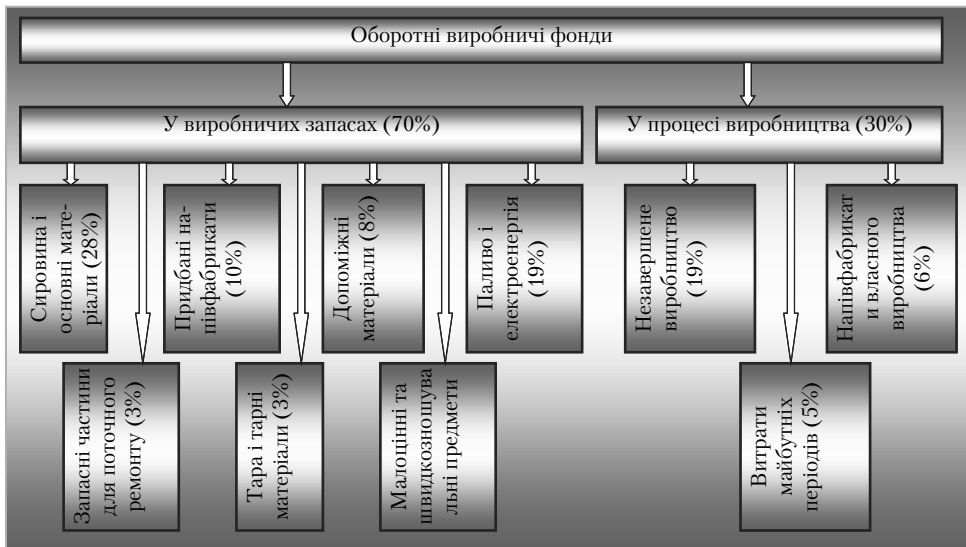 Оборотні виробничі фонди
У виробничих запасах (70%)
У процесі виробництва (30%)
Сировина і
основні мате-
ріали (28%)
Придбані на-
півфабрикати
(10%)
Допоміжні
матеріали (8%)
Паливо і
електроенергія
(19%)
Незавершене
виробництво
(19%)
Напівфабрикат
и власного
виробництва
(6%)
Запасні частини
для поточного
ремонту (3%)
Тара і тарні
матеріали (3%)
Малоцінні та
швидкозношува
льні предмети
Витрати
майбутніх
періодів (5%)